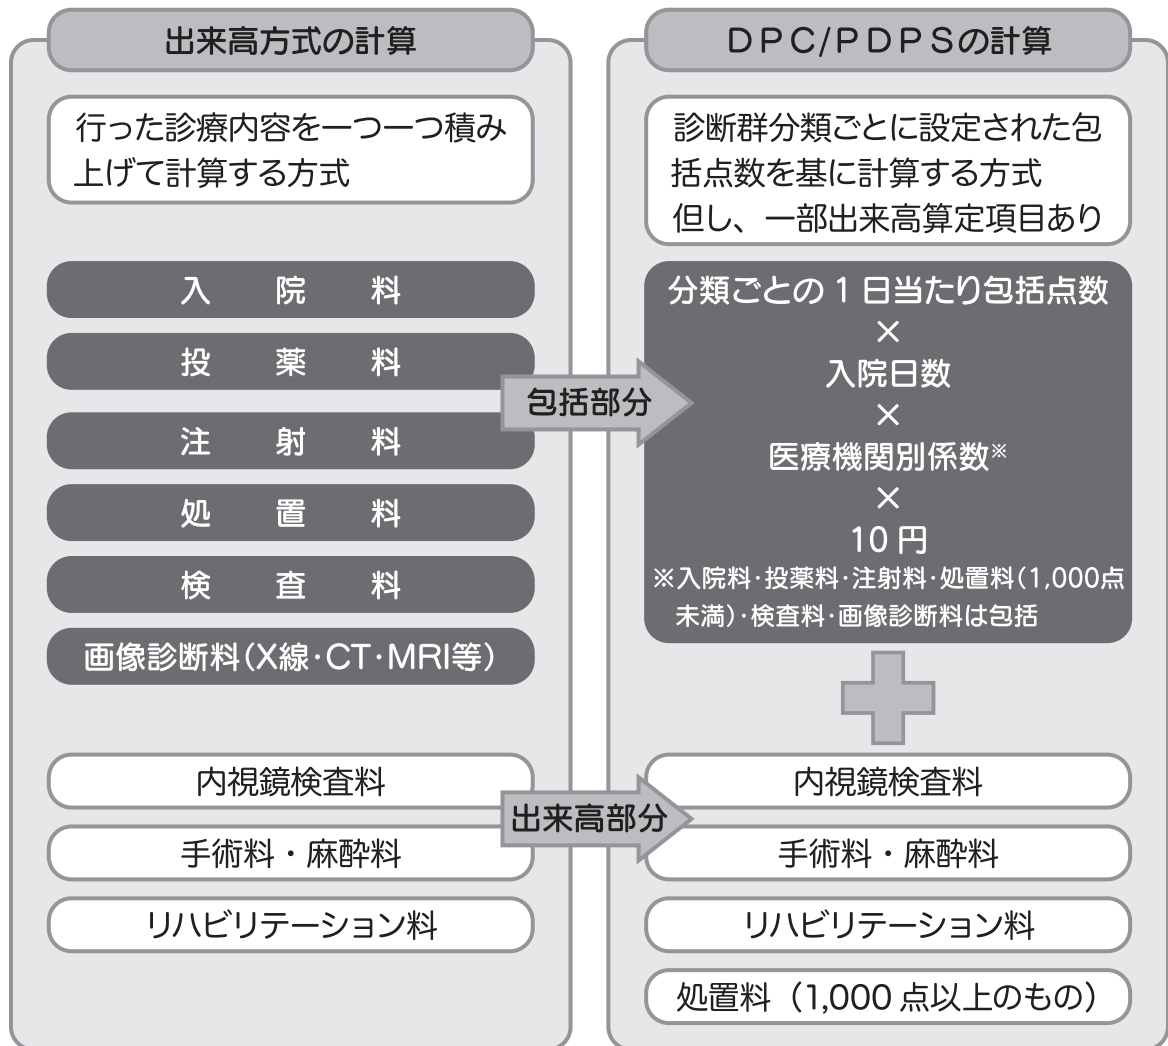 出来高方式の計算
行った診療内容を一つ一つ積み
上げて計算する方式
入院料
投薬料
注射料
処置料
検査料
画像診断料(X線・CT・MRI等)
内視鏡検査料
手術料・麻酔料
リハビリテーション料
包括部分
出来高部分
DPC/PDPSの計算
診断群分類ごとに設定された包
括点数を基に計算する方式
但し、一部出来高算定項目あり
分類ごとの1日当たり包括点数
×
入院日数
×
医療機関別係数※
×
10円
※入院料・投薬料・注射料・処置料(1,000点
未満)・検査料・画像診断料は包括
内視鏡検査料
手術料・麻酔料
リハビリテーション料
処置料(1,000点以上のもの)